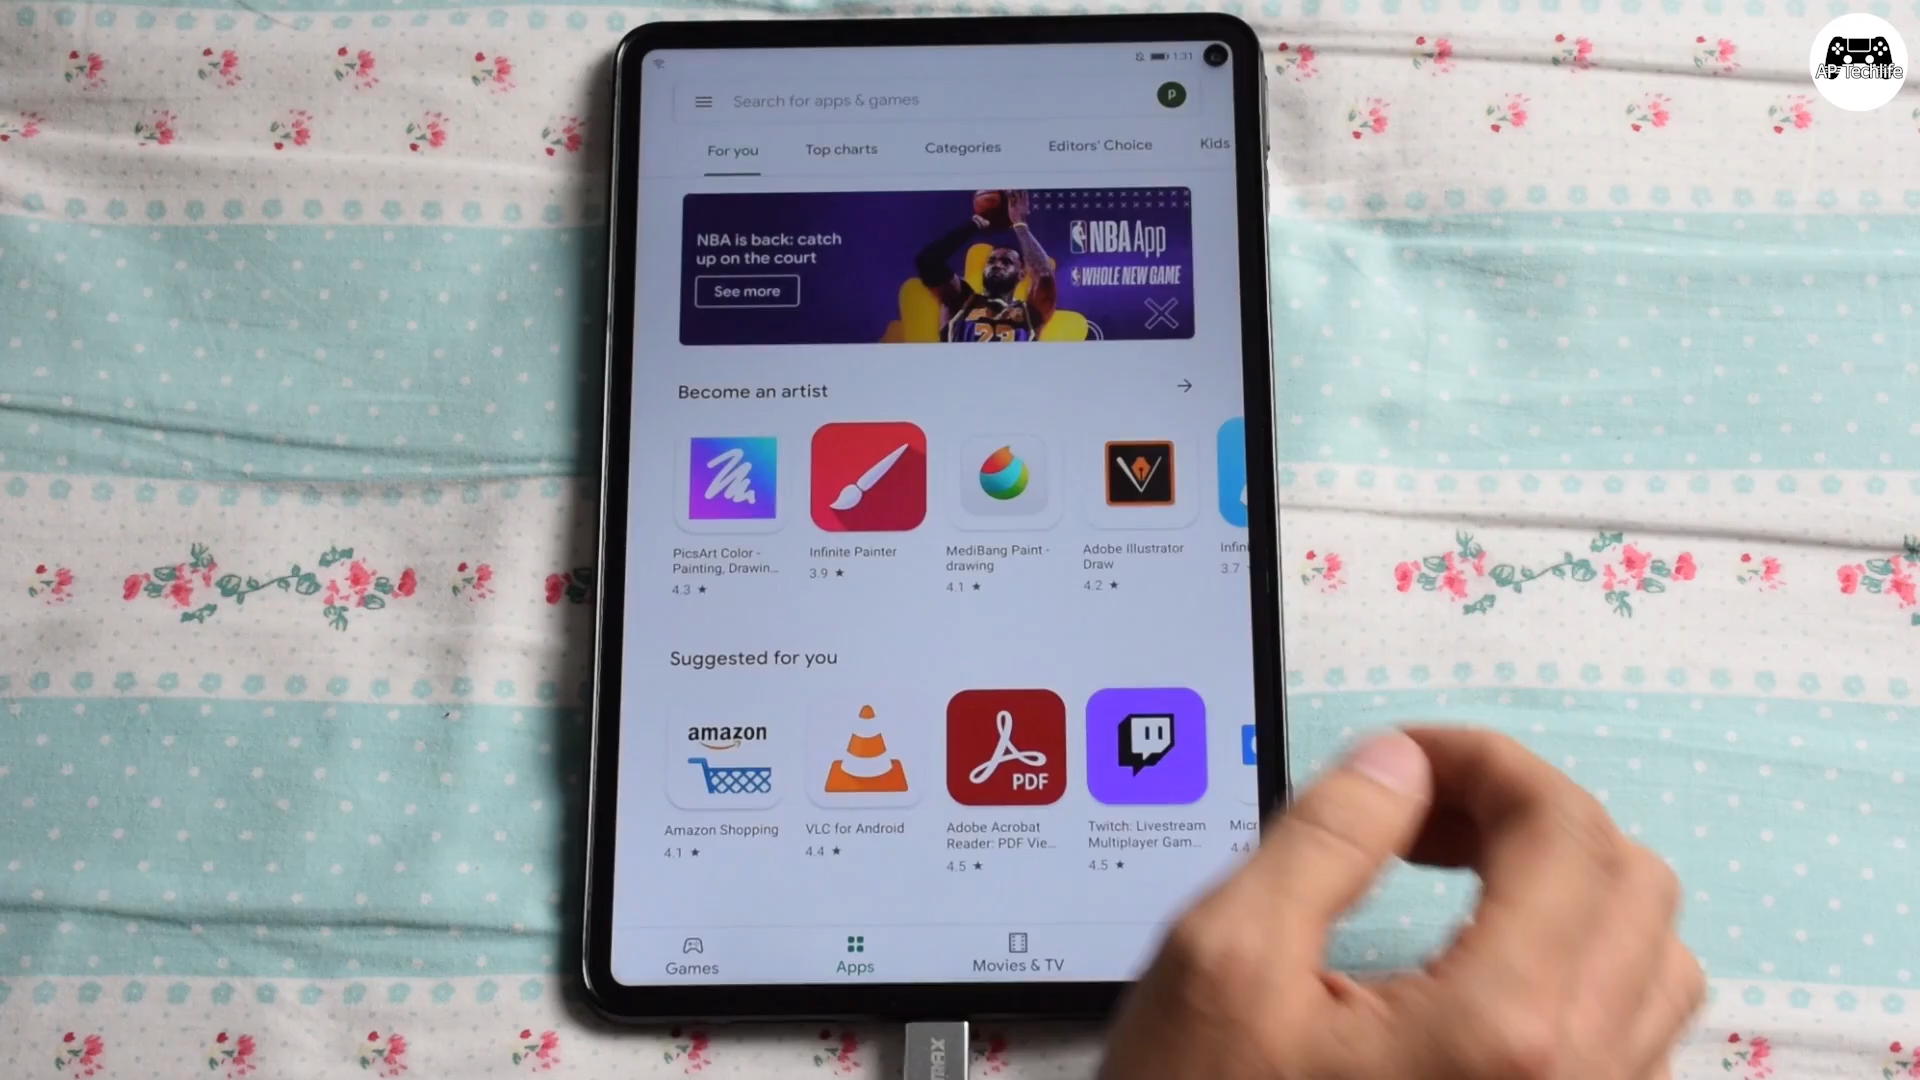 AP Techlife
1:31
Search for apps & games
P
For you
Top charts
Categories
Editors' Choice
Kids
NBA is back: catch
up on the court
See more
NBA App
WHOLE NEW GAME
23
Become an artist
PicsArt Color -
Painting, Drawin...
4.3 ★
Infinite Painter
3.9 ★
MediBang Paint -
drawing
4.1 ★
Adobe Illustrator
Draw
4.2 ★
Infini
3.7
Suggested for you
amazon
PDF
Amazon Shopping
4.1 ★
VLC for Android
4.4 ★
Adobe Acrobat
Reader: PDF Vie...
4.5 ★
Twitch: Livestream
Multiplayer Gam...
4.5 ★
Micr
4.4
Games
Apps
Movies & TV